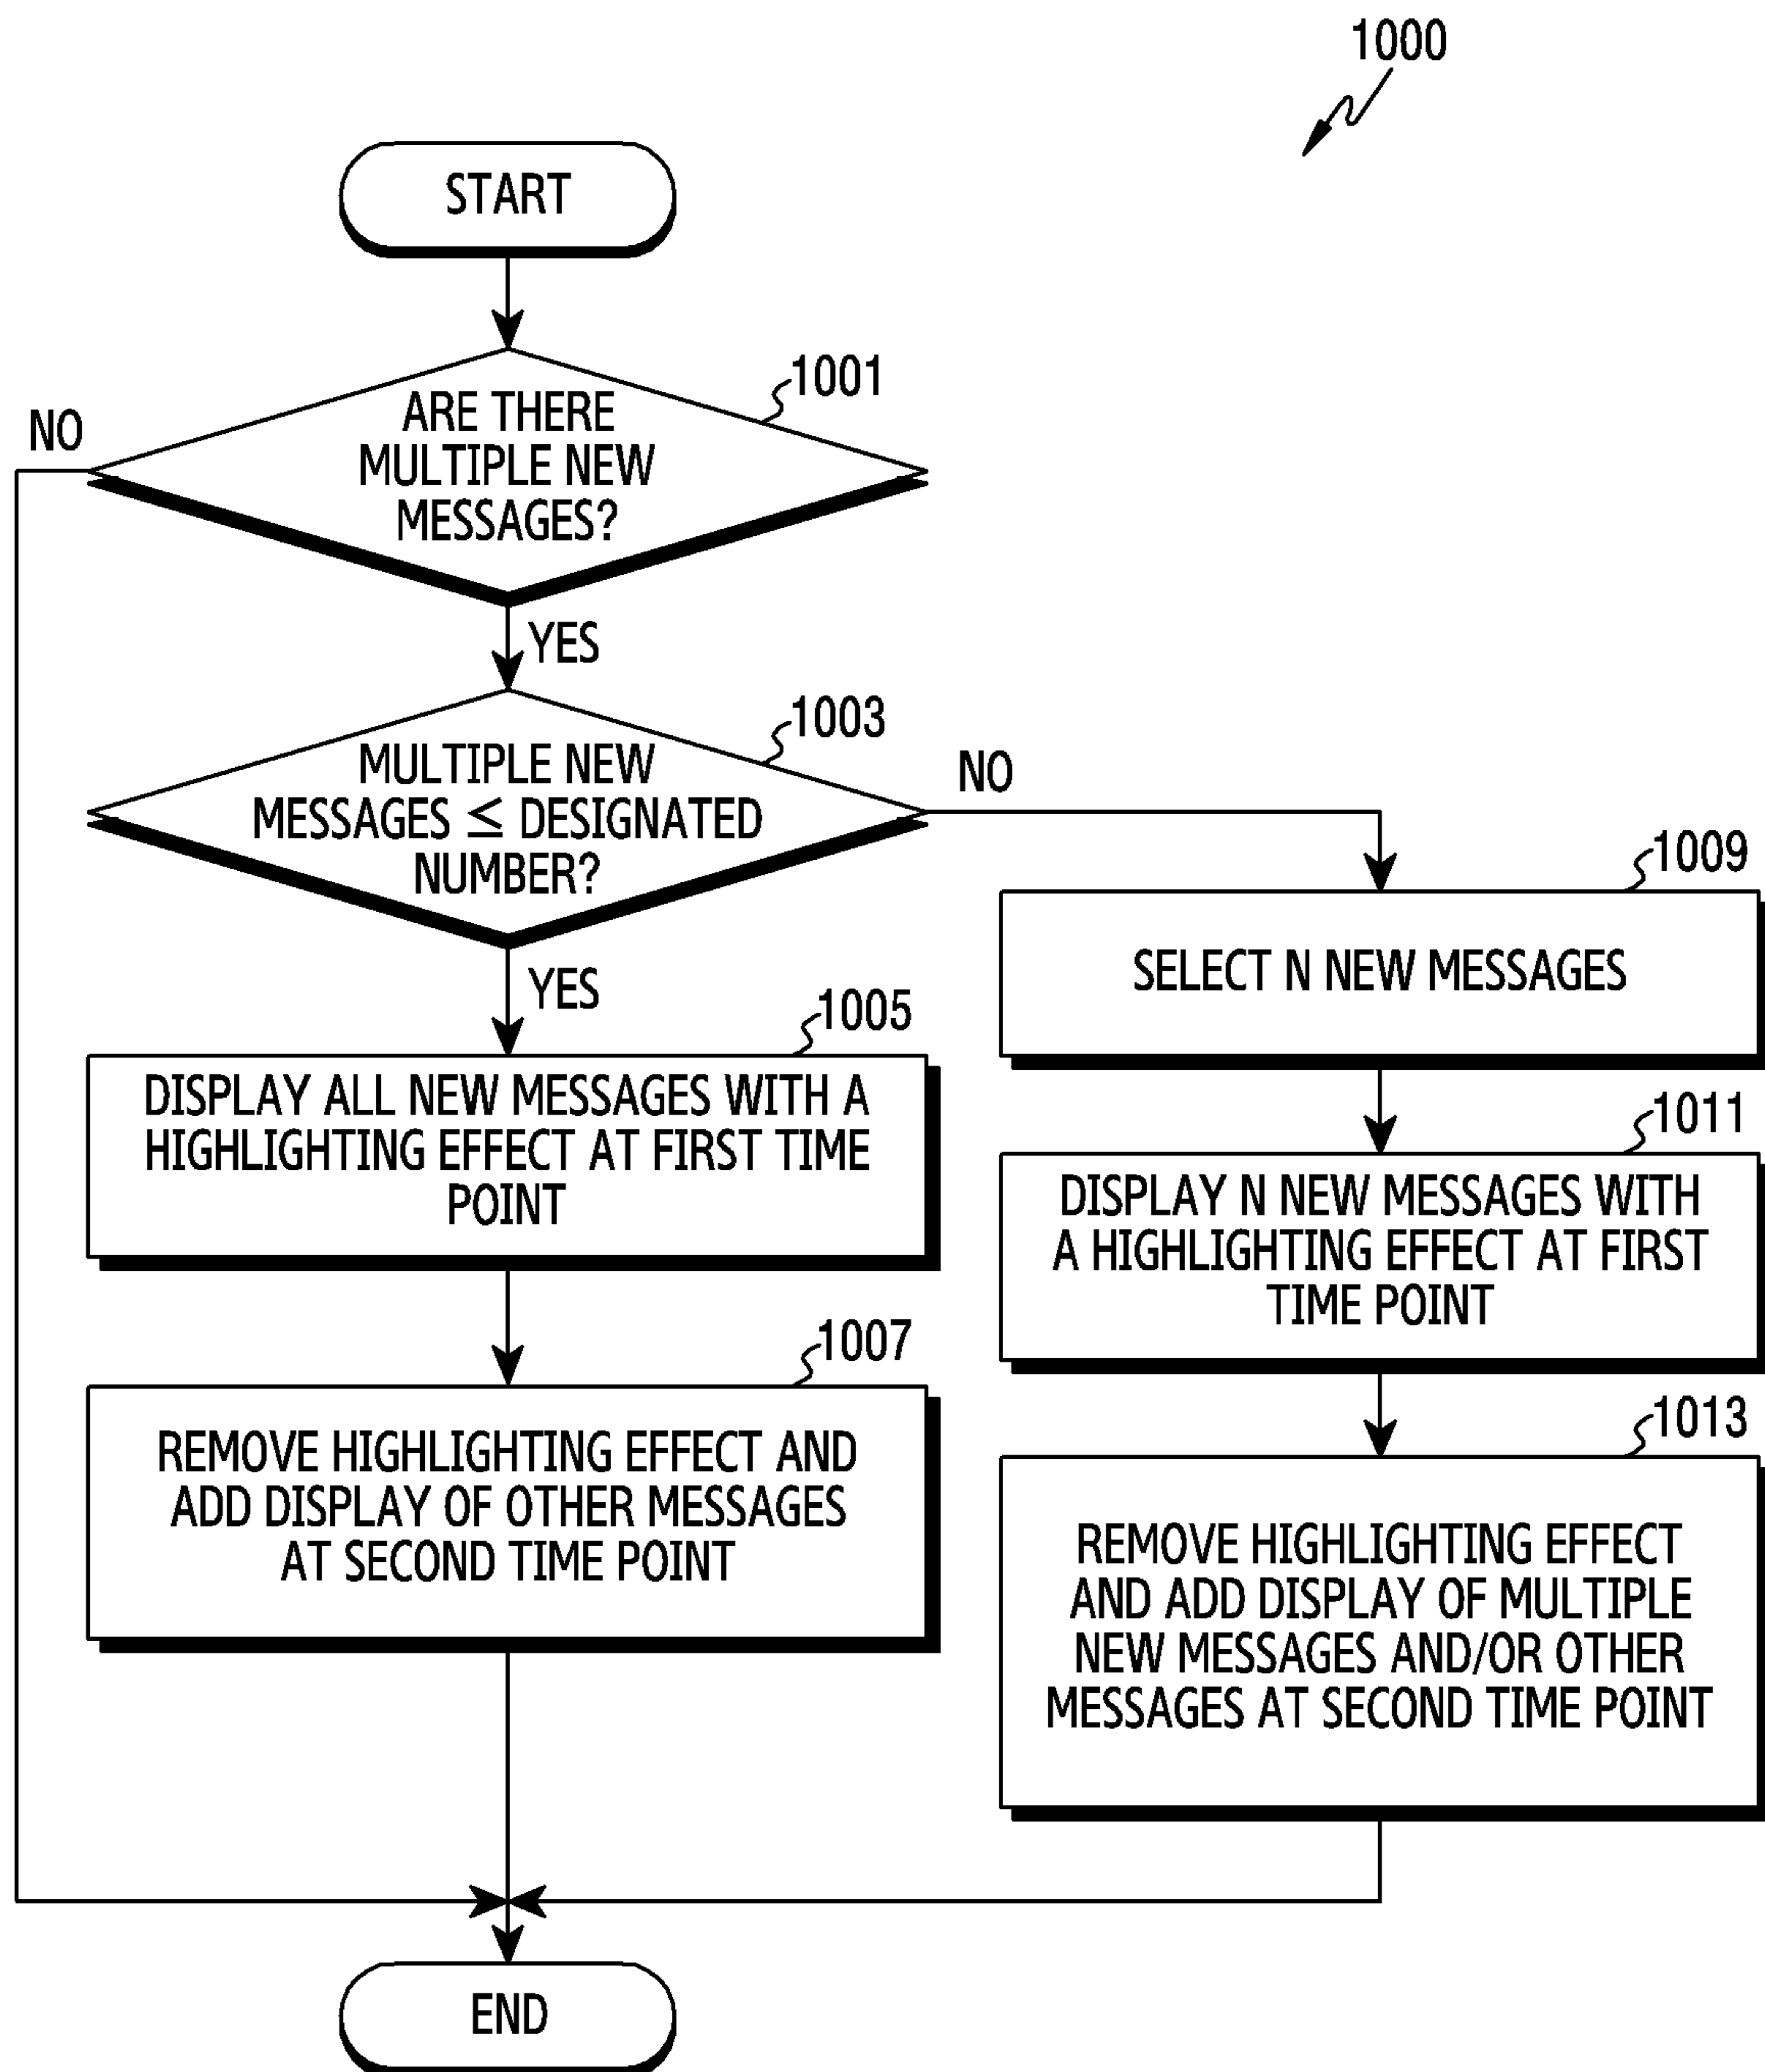 1000
START
1001
ARE THERE
MULTIPLE NEW
MESSAGES?
NO
YES
1003
MULTIPLE NEW
MESSAGES ≤ DESIGNATED
NUMBER?
NO
YES
1005
DISPLAY ALL NEW MESSAGES WITH A
HIGHLIGHTING EFFECT AT FIRST TIME
POINT
1007
REMOVE HIGHLIGHTING EFFECT AND
ADD DISPLAY OF OTHER MESSAGES
AT SECOND TIME POINT
1009
SELECT N NEW MESSAGES
1011
DISPLAY N NEW MESSAGES WITH
A HIGHLIGHTING EFFECT AT FIRST
TIME POINT
1013
REMOVE HIGHLIGHTING EFFECT
AND ADD DISPLAY OF MULTIPLE
NEW MESSAGES AND/OR OTHER
MESSAGES AT SECOND TIME POINT
END